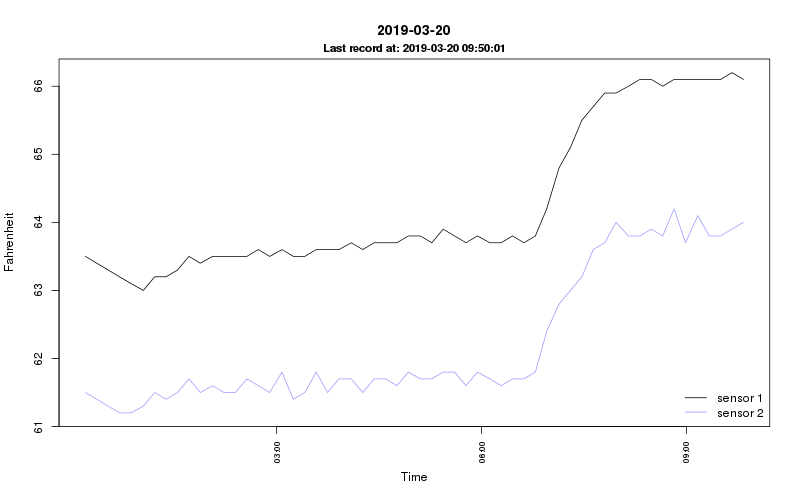 2019-03-20
Last record at: 2019-03-20 09:50:01
Fahrenheit
66
65
64
63
62
61
sensor 1
sensor 2
03:00
06:00
09:00
Time